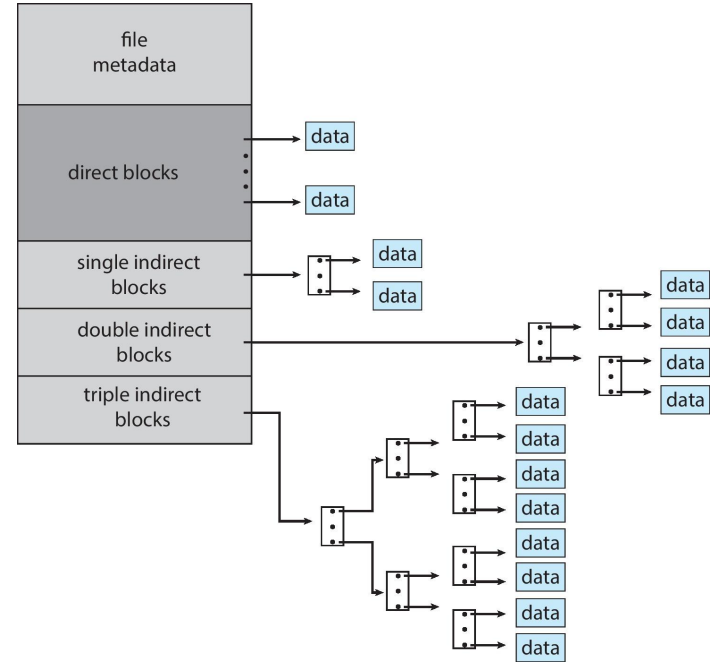 file
metadata
data
direct blocks
data
single indirect
blocks
data
data
double indirect
blocks
data
data
data
data
triple indirect
blocks
data
data
data
data
data
data
data
data